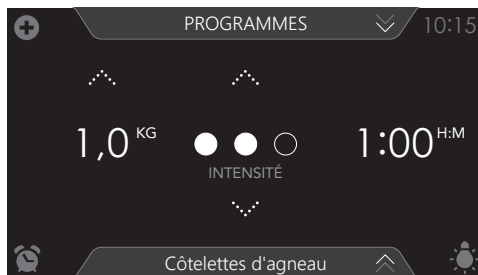 PROGRAMMES 10:15
1,0 KG 1:00 H:M
INTENSITÉ
Côtelettes d'agneau